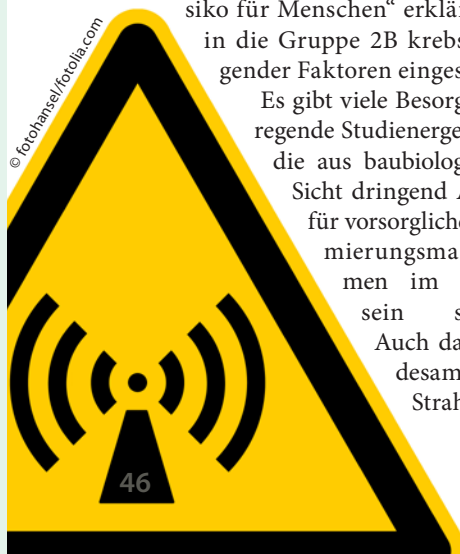 © fotohansel/fotolia.com
siko für Menschen“ erklär
in die Gruppe 2B krebs
gender Faktoren einges
Es gibt viele Besorg
regende Studienerge
die aus baubiolog
Sicht dringend
für vorsorgliche
mierungsma
men im
sein s
Auch da
desam
Strah
46